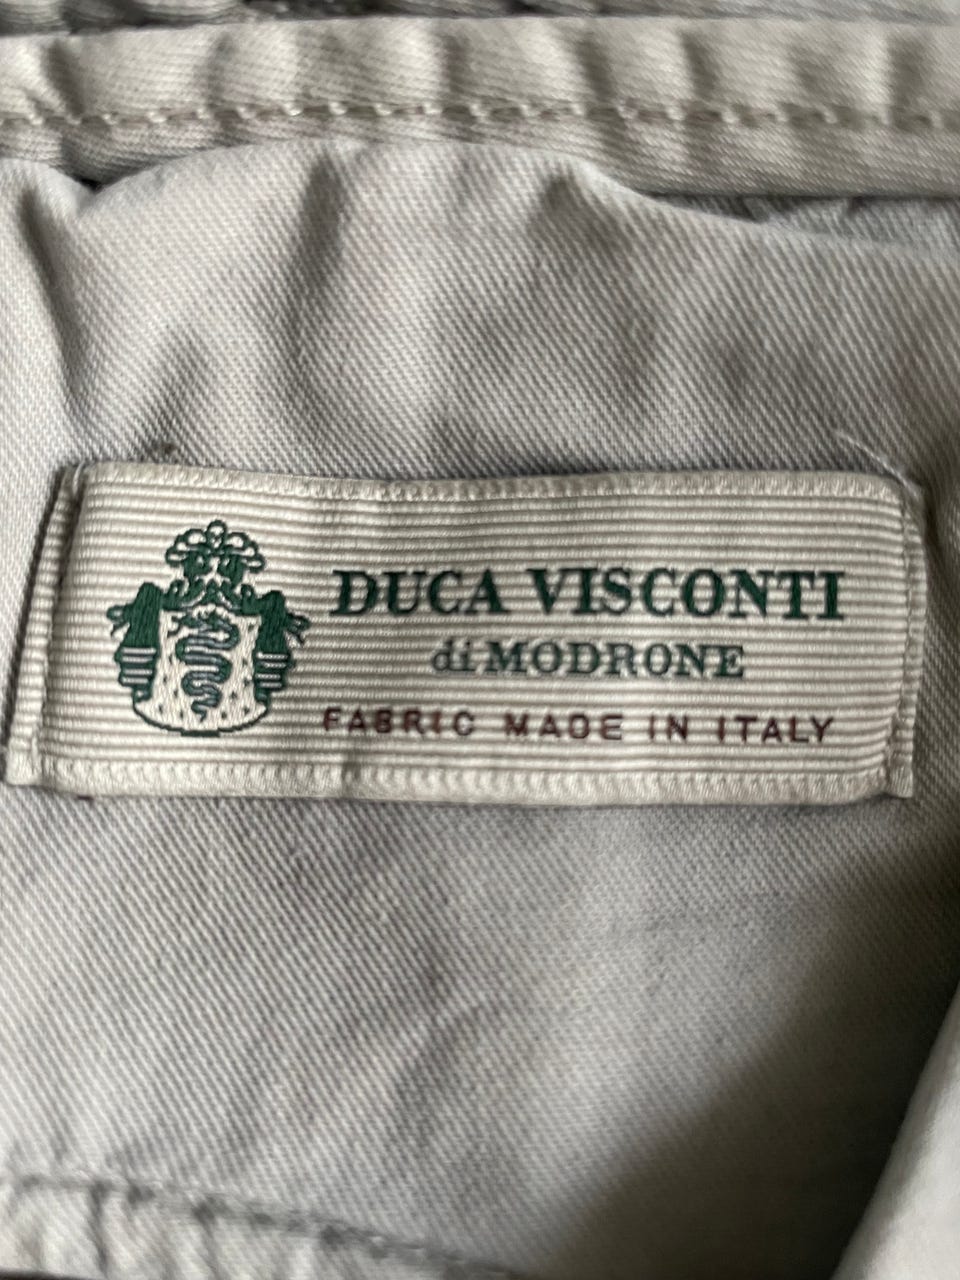 DUCA VISCONTI
di MODRONE
FABRIC MADE IN ITALY